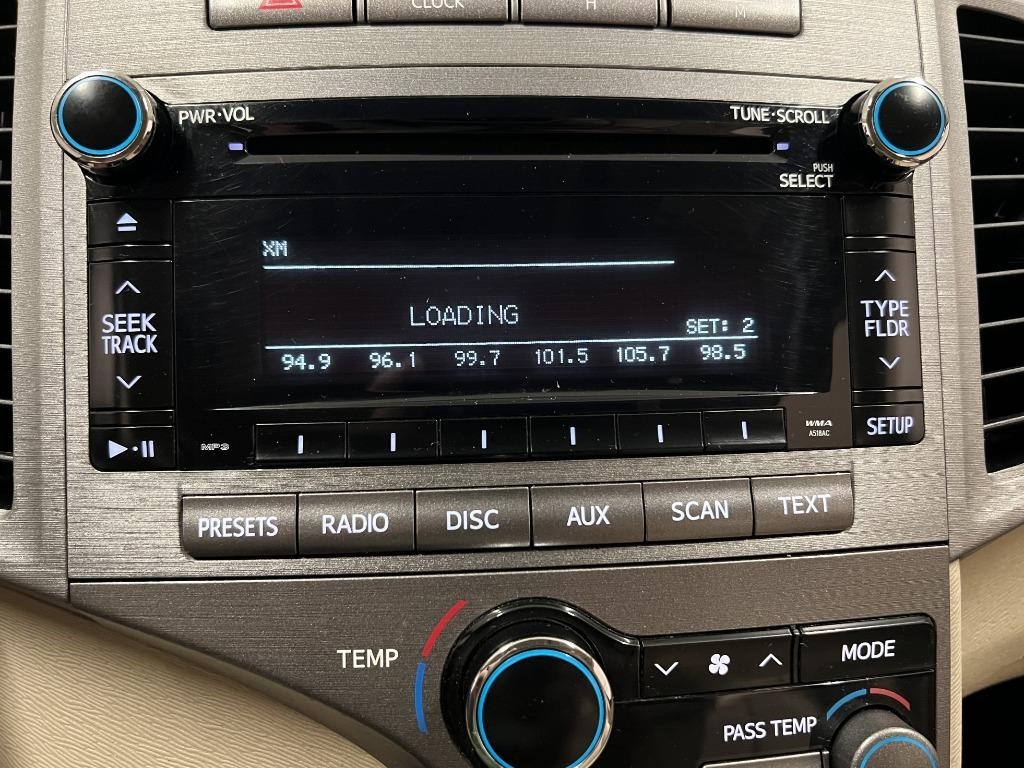 CLOCK H M
PWR·VOL TUNE·SCROLL
PUSH
SELECT
XM
LOADING
SET: 2
94.9 96.1 99.7 101.5 105.7 98.5
SEEK
TRACK
TYPE
FLDR
MP3
WMA
A518AC
SETUP
PRESETS RADIO DISC AUX SCAN TEXT
TEMP
MODE
PASS TEMP